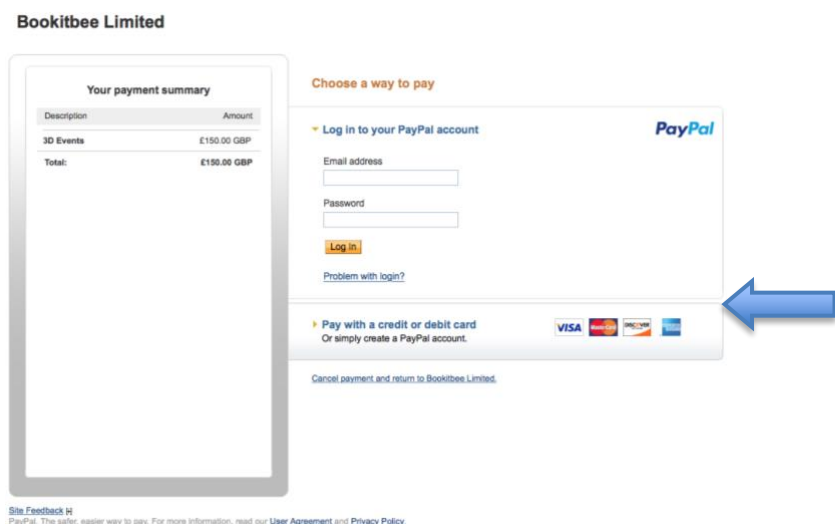 Bookitbee Limited
Your payment summary
Description Amount
3D Events £150.00 GBP
Total: £150.00 GBP
Choose a way to pay
Log in to your PayPal account
PayPal
Email address
Password
Log In
Problem with login?
Pay with a credit or debit card
VISA MasterCard DISCOVER
Or simply create a PayPal account.
Cancel payment and return to Bookitbee Limited.
Site Feedback [-]
PayPal. The safer, easier way to pay. For more information, read our User Agreement and Privacy Policy.